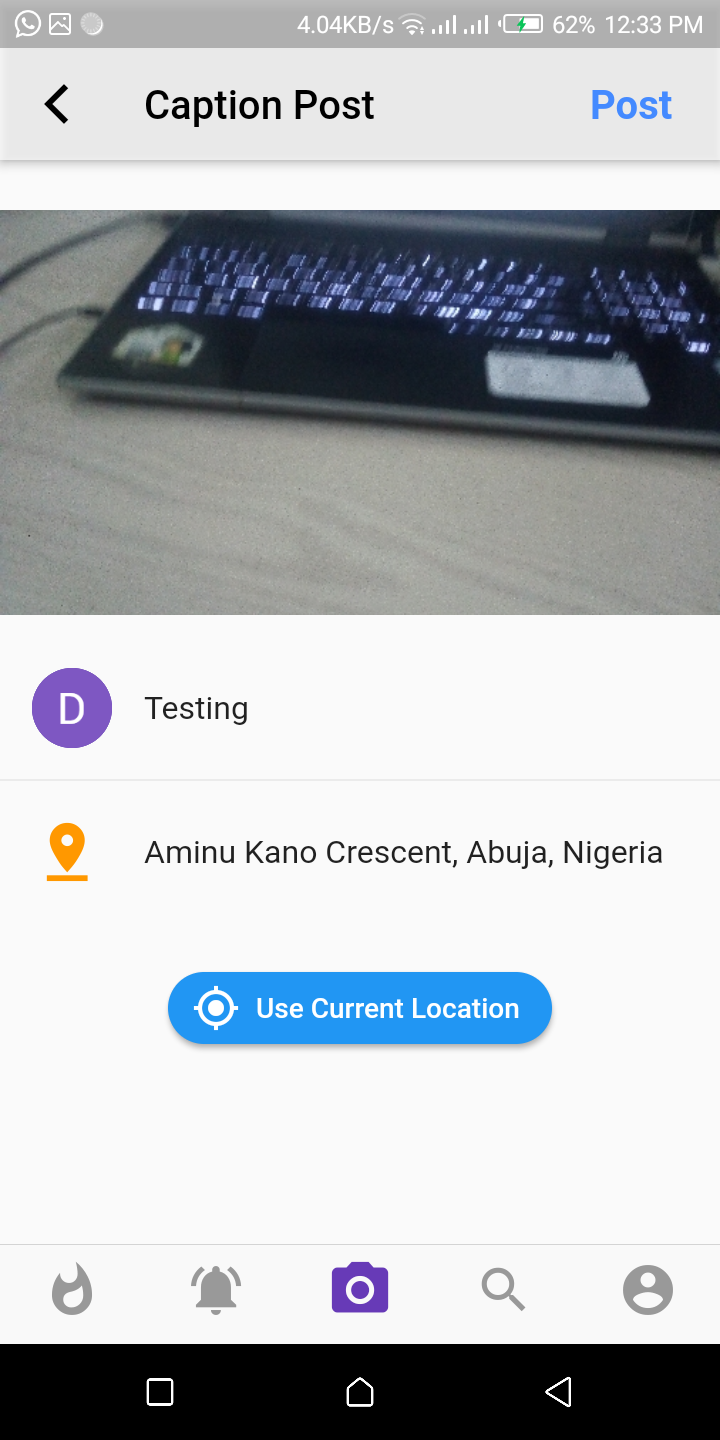 4.04KB/s 62% 12:33 PM
Caption Post Post
D Testing
Aminu Kano Crescent, Abuja, Nigeria
Use Current Location